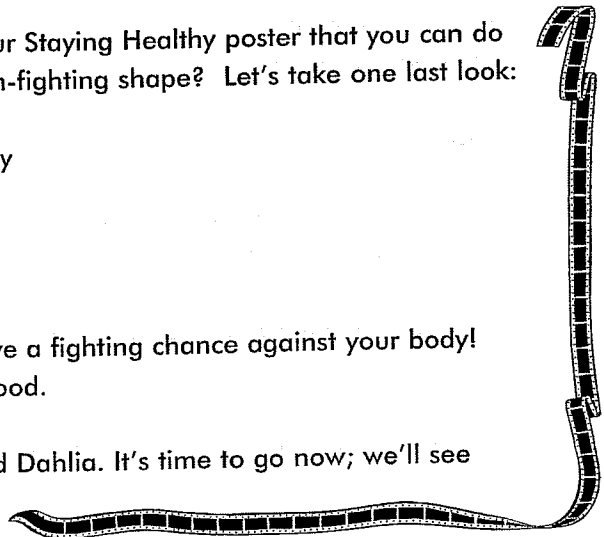 ur Staying Healthy poster that you can do
-fighting shape? Let's take one last look:
y
e a fighting chance against your body!
ood.
d Dahlia. It's time to go now; we'll see